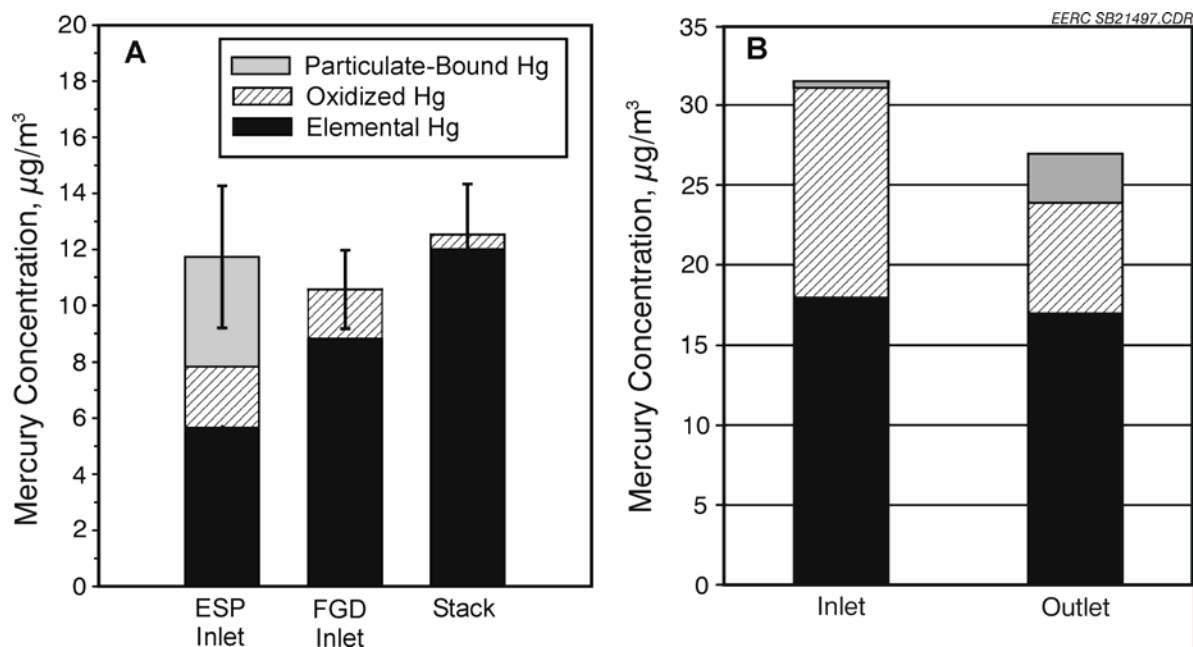 EERC SB21497.CDR
A
Particulate-Bound Hg
Oxidized Hg
Elemental Hg
Mercury Concentration, µg/m³
20
18
16
14
12
10
8
6
4
2
0
ESP
Inlet
FGD
Inlet
Stack
B
Mercury Concentration, µg/m³
35
30
25
20
15
10
5
0
Inlet
Outlet